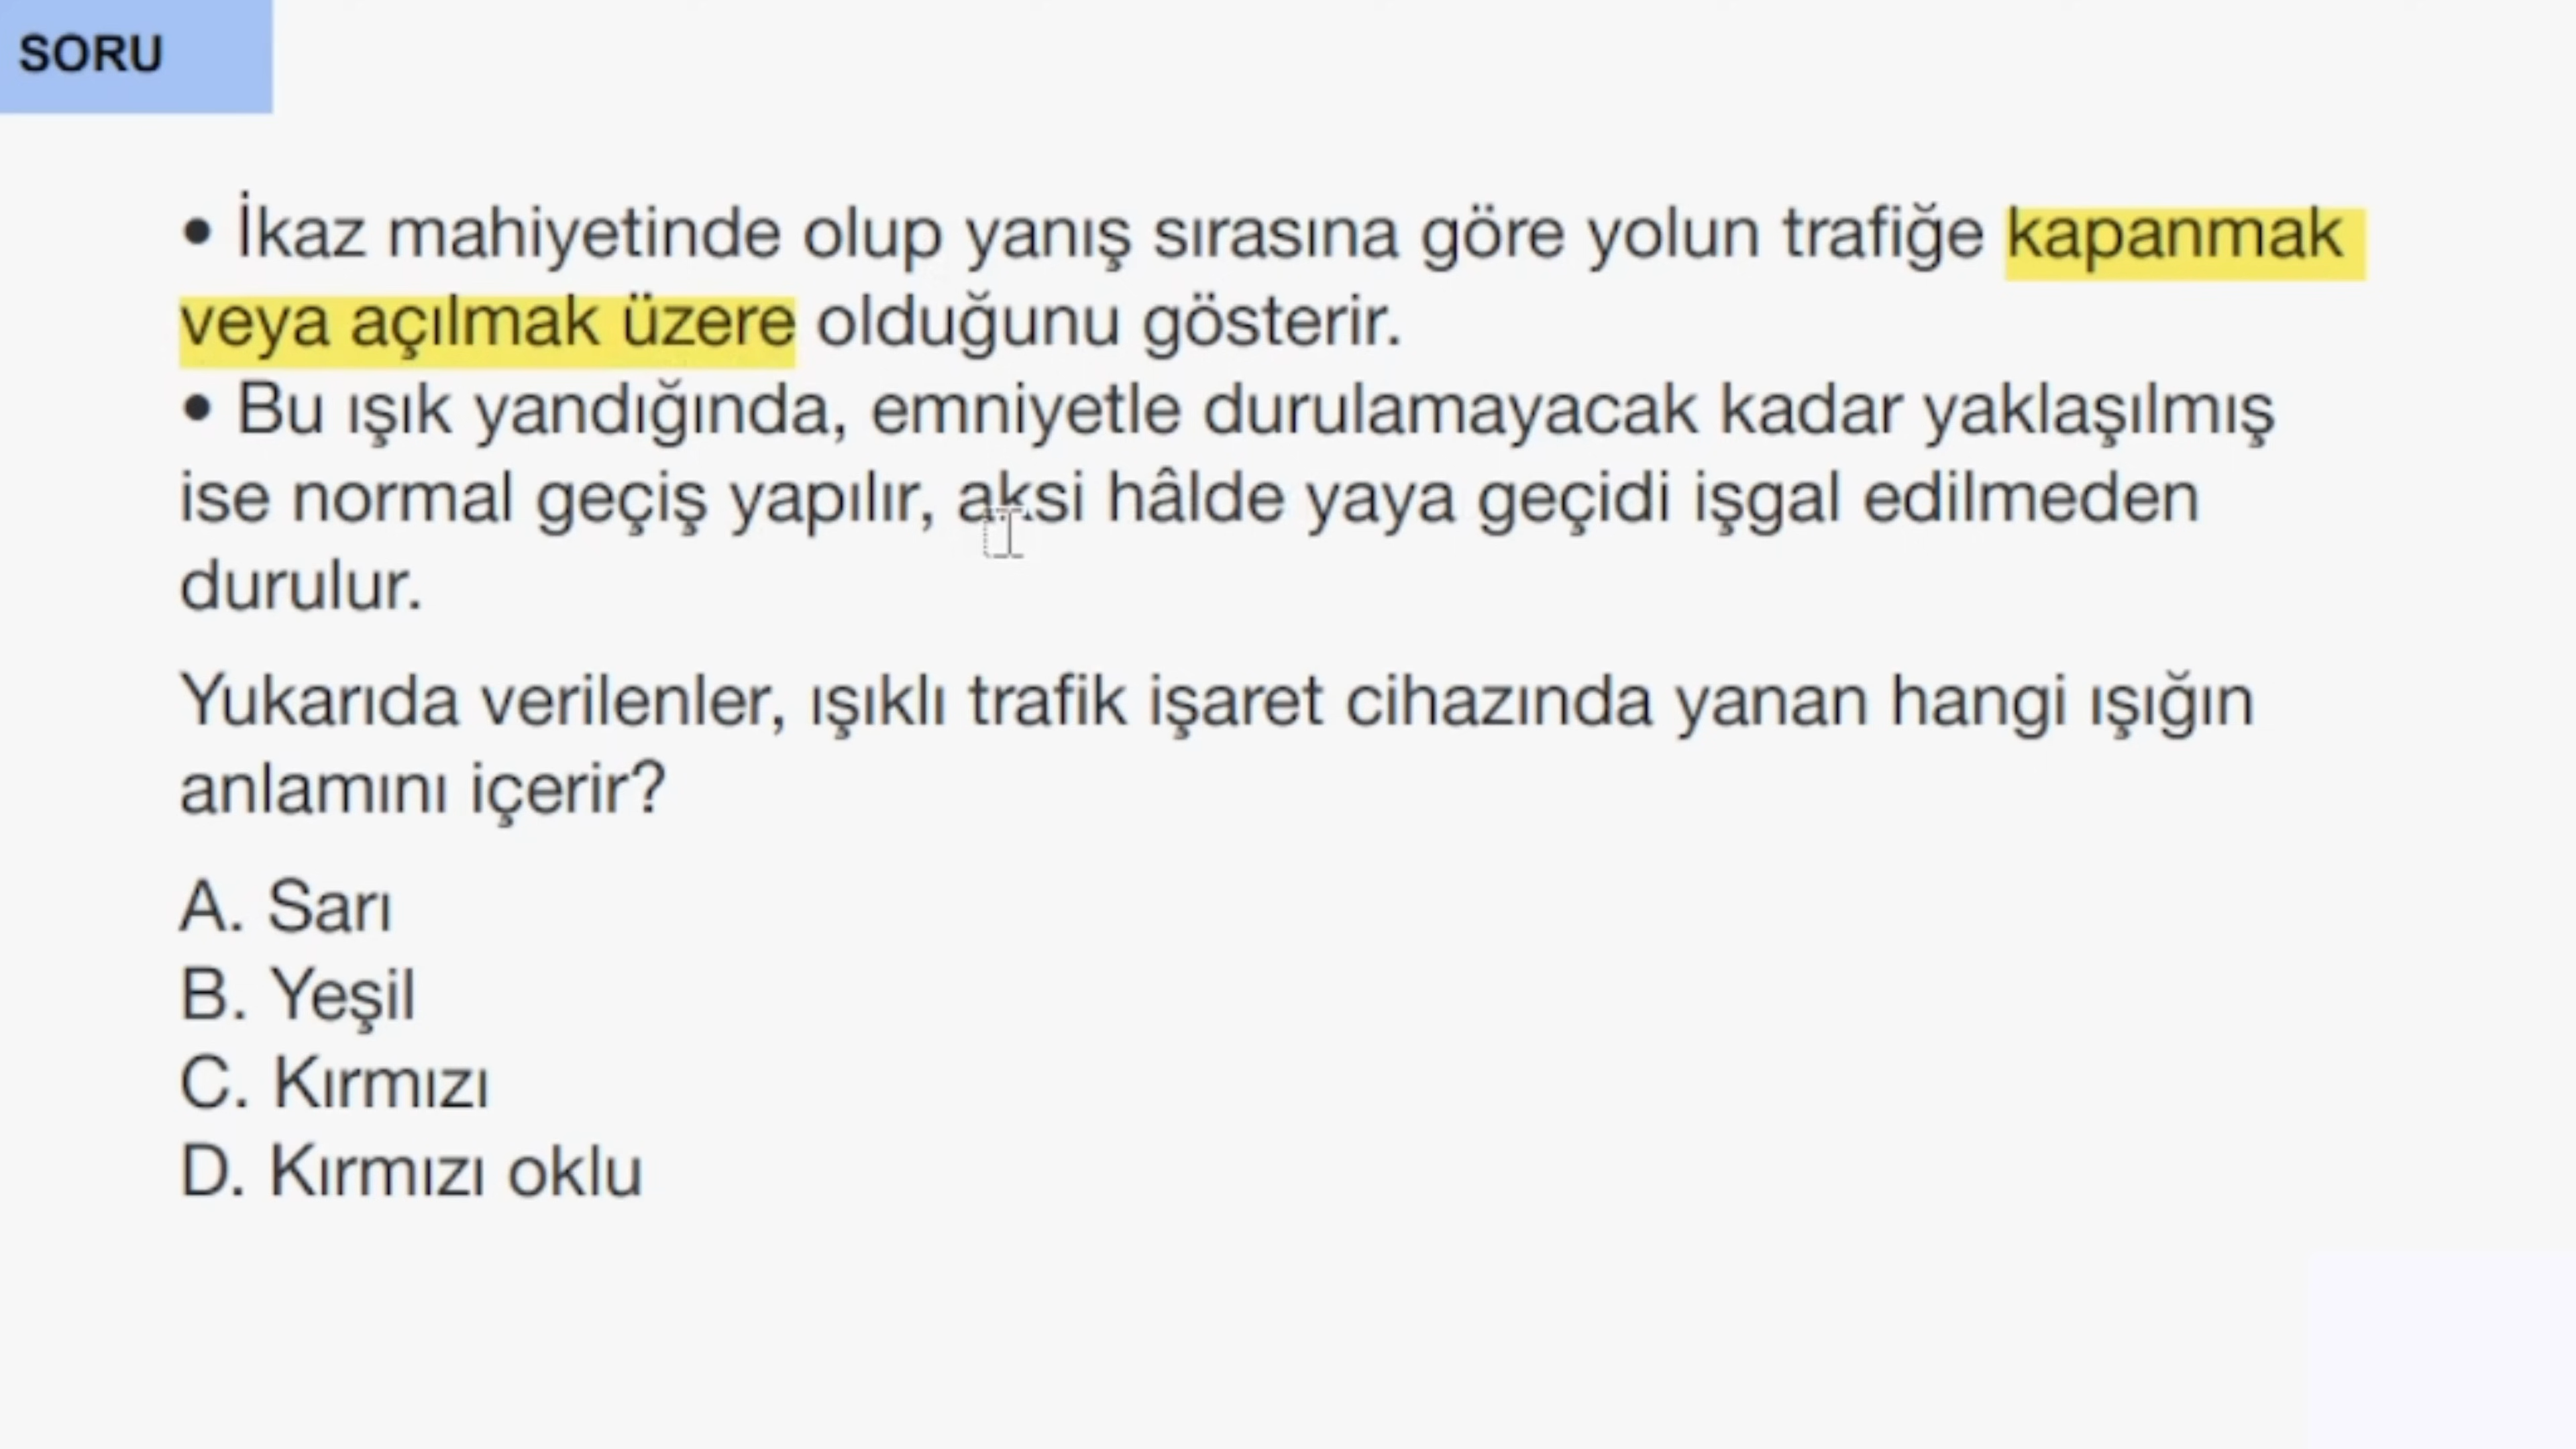 SORU
• İkaz mahiyetinde olup yanış sırasına göre yolun trafiğe kapanmak
veya açılmak üzere olduğunu gösterir.
• Bu ışık yandığında, emniyetle durulamayacak kadar yaklaşılmış
ise normal geçiş yapılır, aksi hâlde yaya geçidi işgal edilmeden
durulur.
Yukarıda verilenler, ışıklı trafik işaret cihazında yanan hangi ışığın
anlamını içerir?
A. Sarı
B. Yeşil
C. Kırmızı
D. Kırmızı oklu